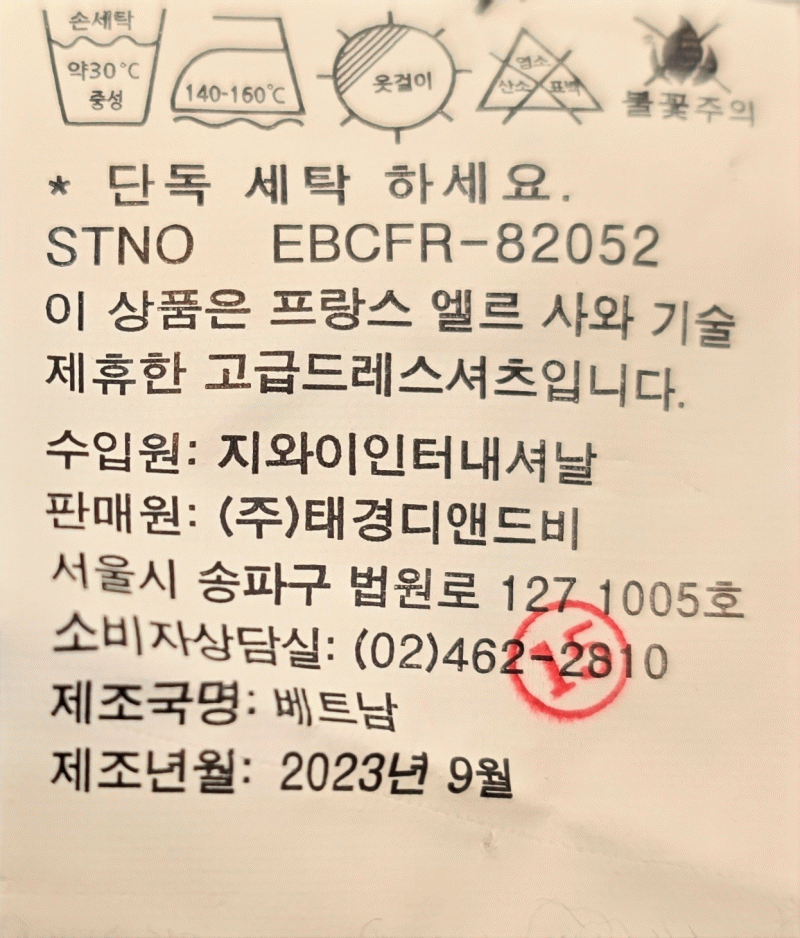 손세탁
약30℃
중성
140-160℃
옷걸이
염소
산소 표백
불꽃주의
* 단독 세탁 하세요.
STNO EBCFR-82052
이 상품은 프랑스 엘르 사와 기술
제휴한 고급드레스셔츠입니다.
수입원: 지와이인터내셔날
판매원: (주)태경디앤드비
서울시 송파구 법원로 127 1005호
소비자상담실: (02)462-2810
제조국명: 베트남
제조년월: 2023년 9월
15